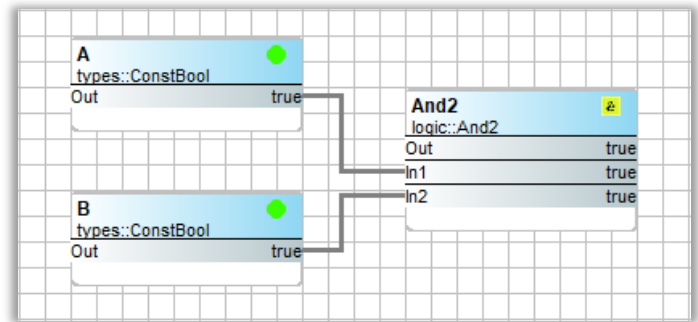 A
types::ConstBool
Out true
And2 &
logic::And2
Out true
In1 true
In2 true
B
types::ConstBool
Out true